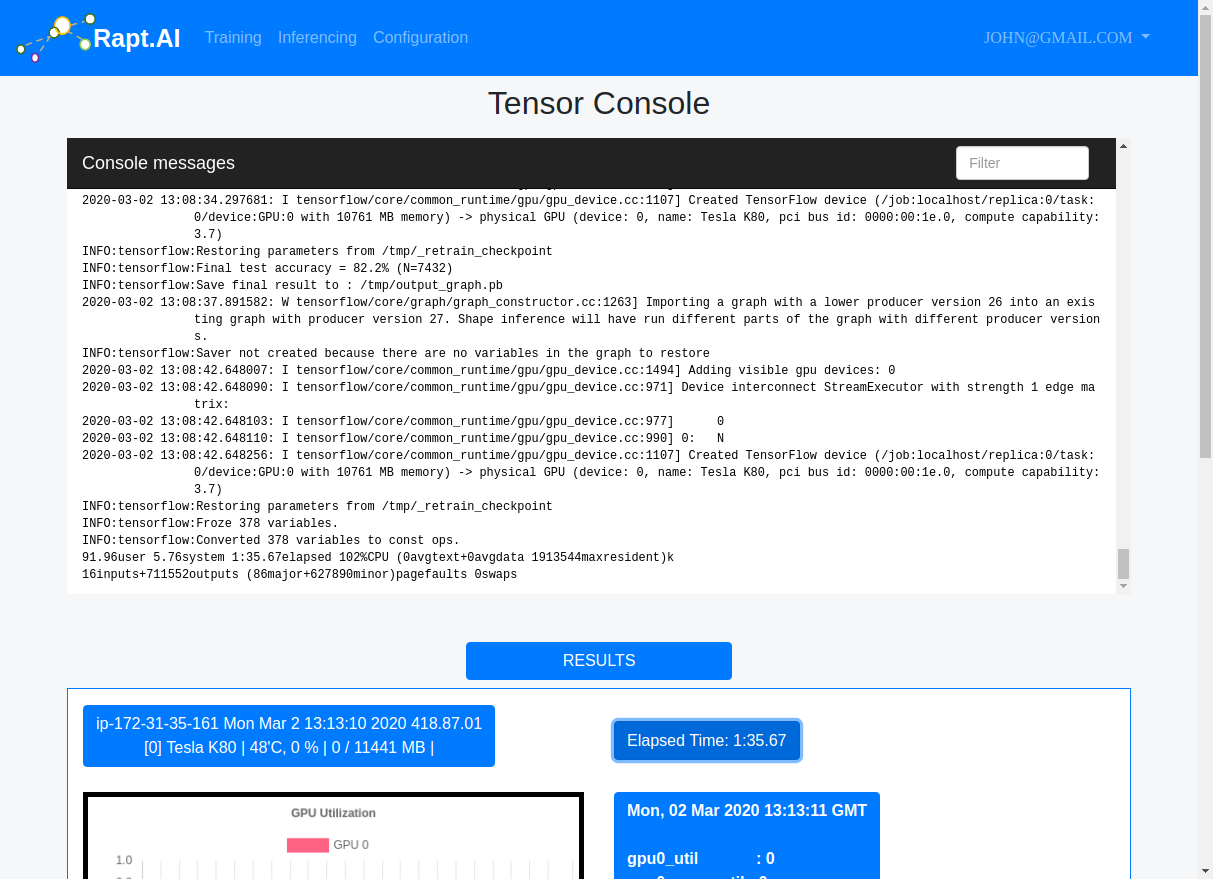 Rapt.AI Training Inferencing Configuration JOHN@GMAIL.COM
Tensor Console
Console messages Filter
2020-03-02 13:08:34.297681: I tensorflow/core/common_runtime/gpu/gpu_device.cc:1107] Created TensorFlow device (/job:localhost/replica:0/task:
0/device:GPU:0 with 10761 MB memory) -> physical GPU (device: 0, name: Tesla K80, pci bus id: 0000:00:1e.0, compute capability:
3.7)
INFO:tensorflow:Restoring parameters from /tmp/_retrain_checkpoint
INFO:tensorflow:Final test accuracy = 82.2% (N=7432)
INFO:tensorflow:Save final result to : /tmp/output_graph.pb
2020-03-02 13:08:37.891582: W tensorflow/core/graph/graph_constructor.cc:1263] Importing a graph with a lower producer version 26 into an exis
ting graph with producer version 27. Shape inference will have run different parts of the graph with different producer version
s.
INFO:tensorflow:Saver not created because there are no variables in the graph to restore
2020-03-02 13:08:42.648007: I tensorflow/core/common_runtime/gpu/gpu_device.cc:1494] Adding visible gpu devices: 0
2020-03-02 13:08:42.648090: I tensorflow/core/common_runtime/gpu/gpu_device.cc:971] Device interconnect StreamExecutor with strength 1 edge ma
trix:
2020-03-02 13:08:42.648103: I tensorflow/core/common_runtime/gpu/gpu_device.cc:977]      0
2020-03-02 13:08:42.648110: I tensorflow/core/common_runtime/gpu/gpu_device.cc:990] 0:   N
2020-03-02 13:08:42.648256: I tensorflow/core/common_runtime/gpu/gpu_device.cc:1107] Created TensorFlow device (/job:localhost/replica:0/task:
0/device:GPU:0 with 10761 MB memory) -> physical GPU (device: 0, name: Tesla K80, pci bus id: 0000:00:1e.0, compute capability:
3.7)
INFO:tensorflow:Restoring parameters from /tmp/_retrain_checkpoint
INFO:tensorflow:Froze 378 variables.
INFO:tensorflow:Converted 378 variables to const ops.
91.96user 5.76system 1:35.67elapsed 102%CPU (0avgtext+0avgdata 1913544maxresident)k
16inputs+711552outputs (86major+627890minor)pagefaults 0swaps
RESULTS
ip-172-31-35-161 Mon Mar 2 13:13:10 2020 418.87.01
[0] Tesla K80 | 48'C, 0 % | 0 / 11441 MB |
Elapsed Time: 1:35.67
GPU Utilization
GPU 0
1.0
Mon, 02 Mar 2020 13:13:11 GMT
gpu0_util : 0